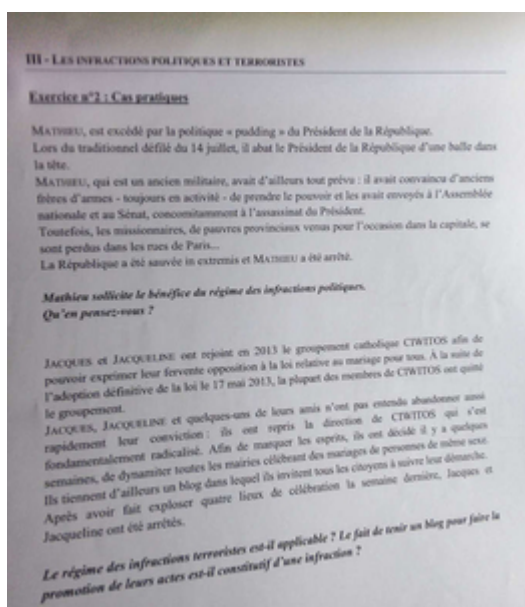 III - LES INFRACTIONS POLITIQUES ET TERRORISTES
Exercice n°2 : Cas pratiques
MATHIEU, est excédé par la politique « pudding » du Président de la République.
Lors du traditionnel défilé du 14 juillet, il abat le Président de la République d'une balle dans
la tête.
MATHIEU, qui est un ancien militaire, avait d'ailleurs tout prévu : il avait convaincu d'anciens
frères d'armes - toujours en activité - de prendre le pouvoir et les avait envoyés à l'Assemblée
nationale et au Sénat, concomitamment à l'assassinat du Président.
Toutefois, les missionnaires, de pauvres provinciaux venus pour l'occasion dans la capitale, se
sont perdus dans les rues de Paris...
La République a été sauvée in extremis et MATHIEU a été arrêté.
Mathieu sollicite le bénéfice du régime des infractions politiques.
Qu'en pensez-vous ?
JACQUES et JACQUELINE ont rejoint en 2013 le groupement catholique CIWITOS afin de
pouvoir exprimer leur fervente opposition à la loi relative au mariage pour tous. À la suite de
l'adoption définitive de la loi le 17 mai 2013, la plupart des membres de CIWITOS ont quitté
le groupement.
JACQUES, JACQUELINE et quelques-uns de leurs amis n'ont pas entendu abandonner aussi
rapidement leur conviction : ils ont repris la direction de CIWITOS qui s'est
fondamentalement radicalisé. Afin de marquer les esprits, ils ont décidé il y a quelques
semaines, de dynamiter toutes les mairies célébrant des mariages de personnes de même sexe.
Ils tiennent d'ailleurs un blog dans lequel ils invitent tous les citoyens à suivre leur démarche.
Après avoir fait exploser quatre lieux de célébration la semaine dernière, Jacques et
Jacqueline ont été arrêtés.
Le régime des infractions terroristes est-il applicable ? Le fait de tenir un blog pour faire la
promotion de leurs actes est-il constitutif d'une infraction ?